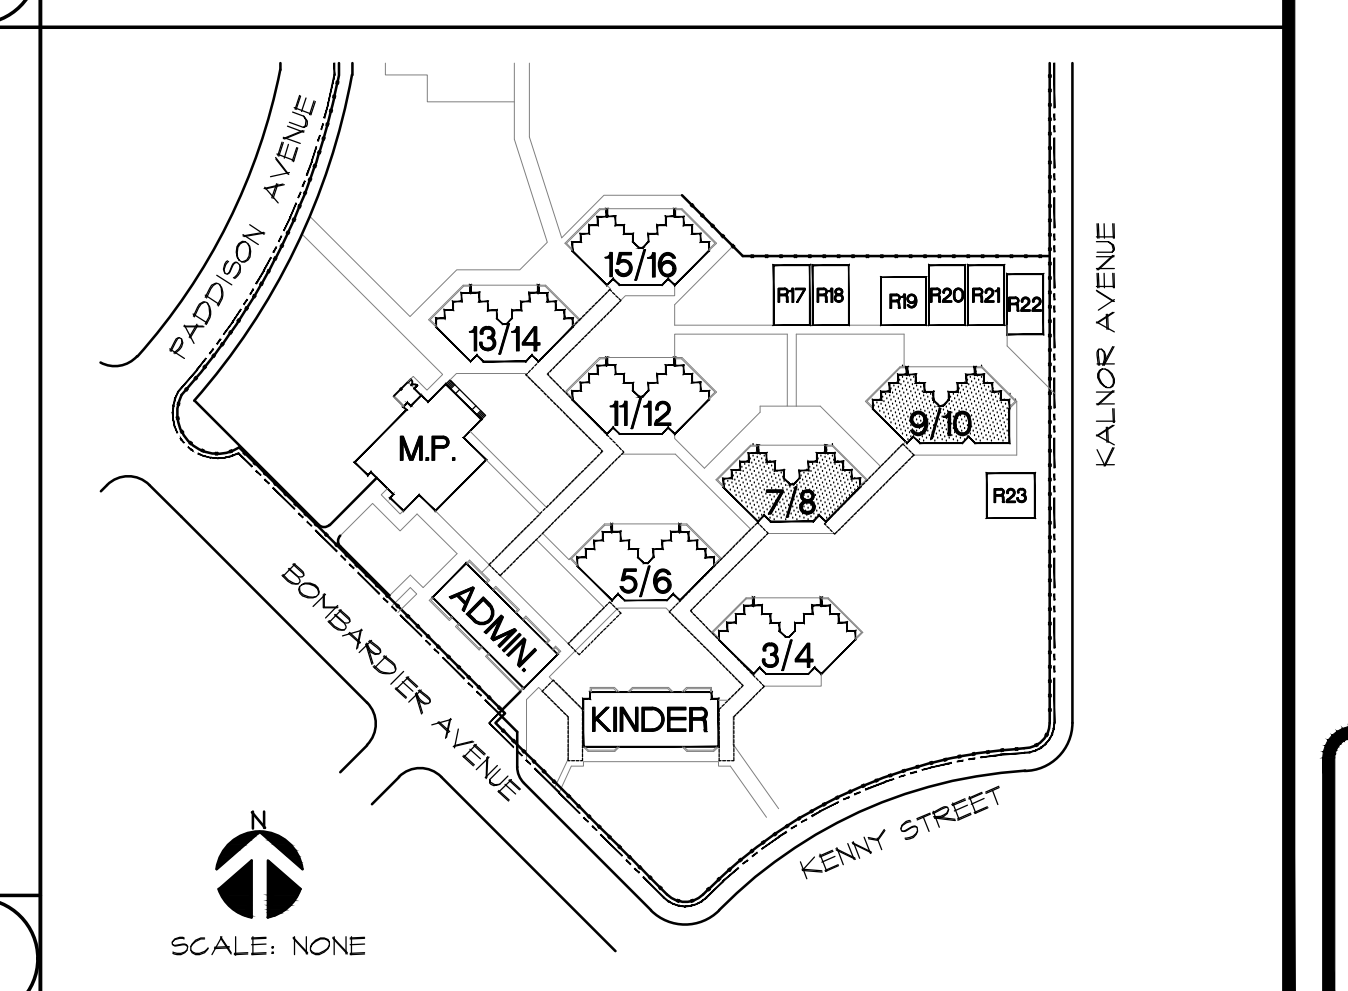 PADDISON AVENUE
KALNOR AVENUE
15/16
R17
R18
R19
R20
R21
R22
13/14
11/12
9/10
M.P.
7/8
R23
5/6
ADMIN.
3/4
KINDER
BOMBARDIER AVENUE
KENNY STREET
N
SCALE: NONE